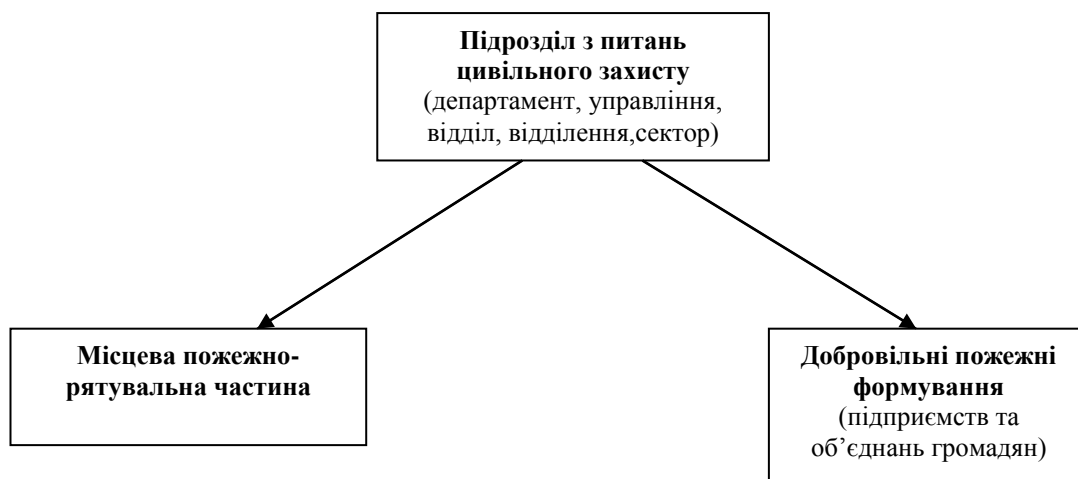 Підрозділ з питань
цивільного захисту
(департамент, управління,
відділ, відділення,сектор)
Місцева пожежно-
рятувальна частина
Добровільні пожежні
формування
(підприємств та
об’єднань громадян)